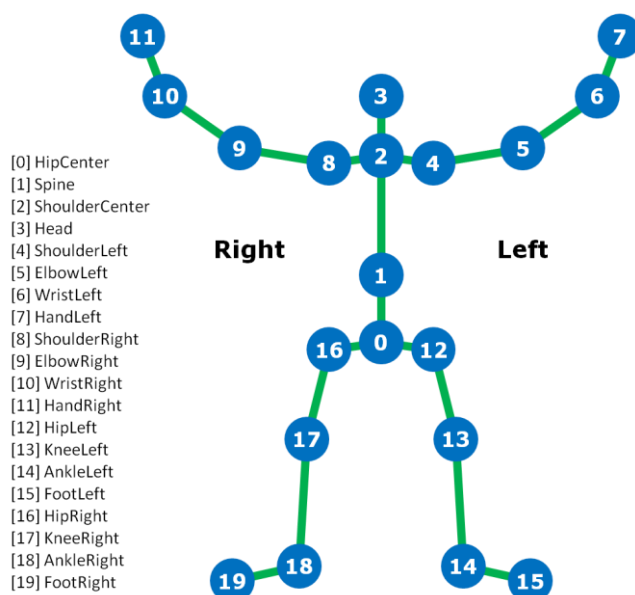 11
7
10
3
6
9
8
2
4
5
[0] HipCenter
[1] Spine
[2] ShoulderCenter
[3] Head
[4] ShoulderLeft
[5] ElbowLeft
[6] WristLeft
[7] HandLeft
[8] ShoulderRight
[9] ElbowRight
[10] WristRight
[11] HandRight
[12] HipLeft
[13] KneeLeft
[14] AnkleLeft
[15] FootLeft
[16] HipRight
[17] KneeRight
[18] AnkleRight
[19] FootRight
Right
Left
1
16
0
12
17
13
19
18
14
15